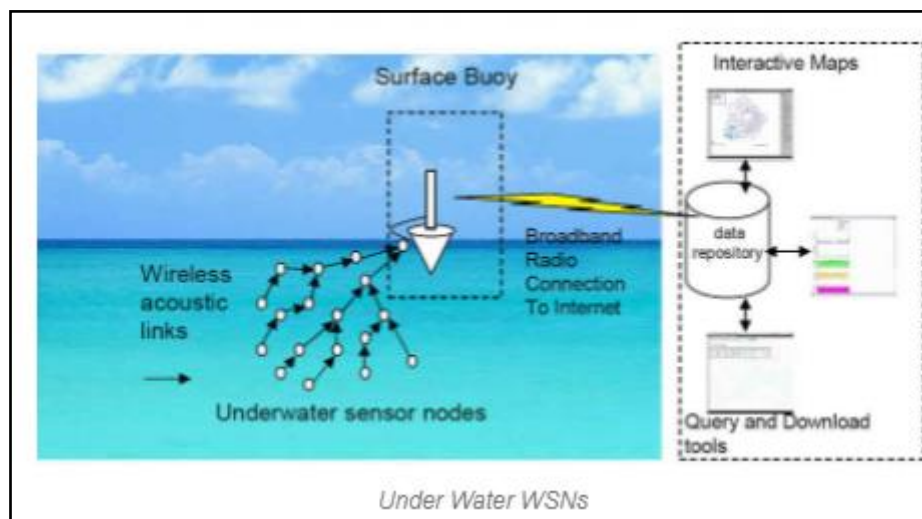 Surface Buoy
Interactive Maps
data
repository
Broadband
Radio
Connection
To Internet
Wireless
acoustic
links
Underwater sensor nodes
Query and Download
tools
Under Water WSNs